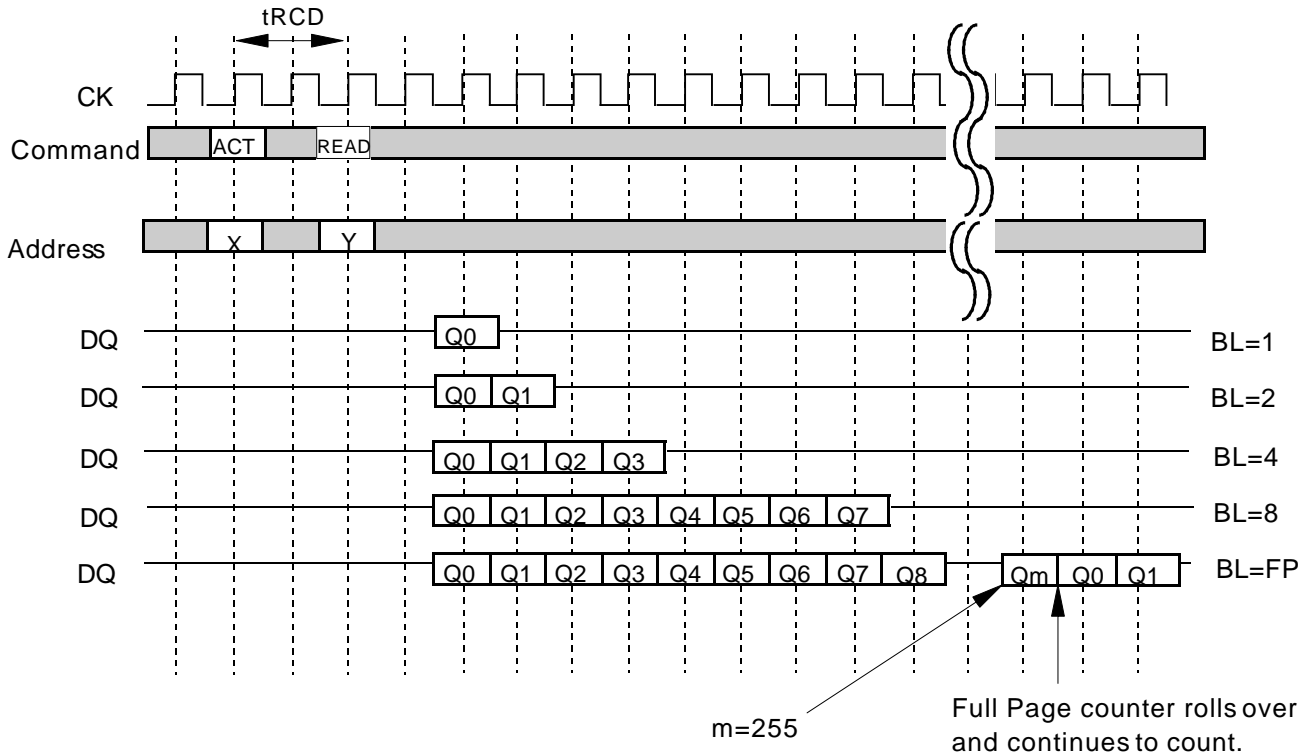 tRCD
CK
Command ACT READ
Address X Y
DQ Q0 BL=1
DQ Q0 Q1 BL=2
DQ Q0 Q1 Q2 Q3 BL=4
DQ Q0 Q1 Q2 Q3 Q4 Q5 Q6 Q7 BL=8
DQ Q0 Q1 Q2 Q3 Q4 Q5 Q6 Q7 Q8 Qm Q0 Q1 BL=FP
m=255
Full Page counter rolls over
and continues to count.